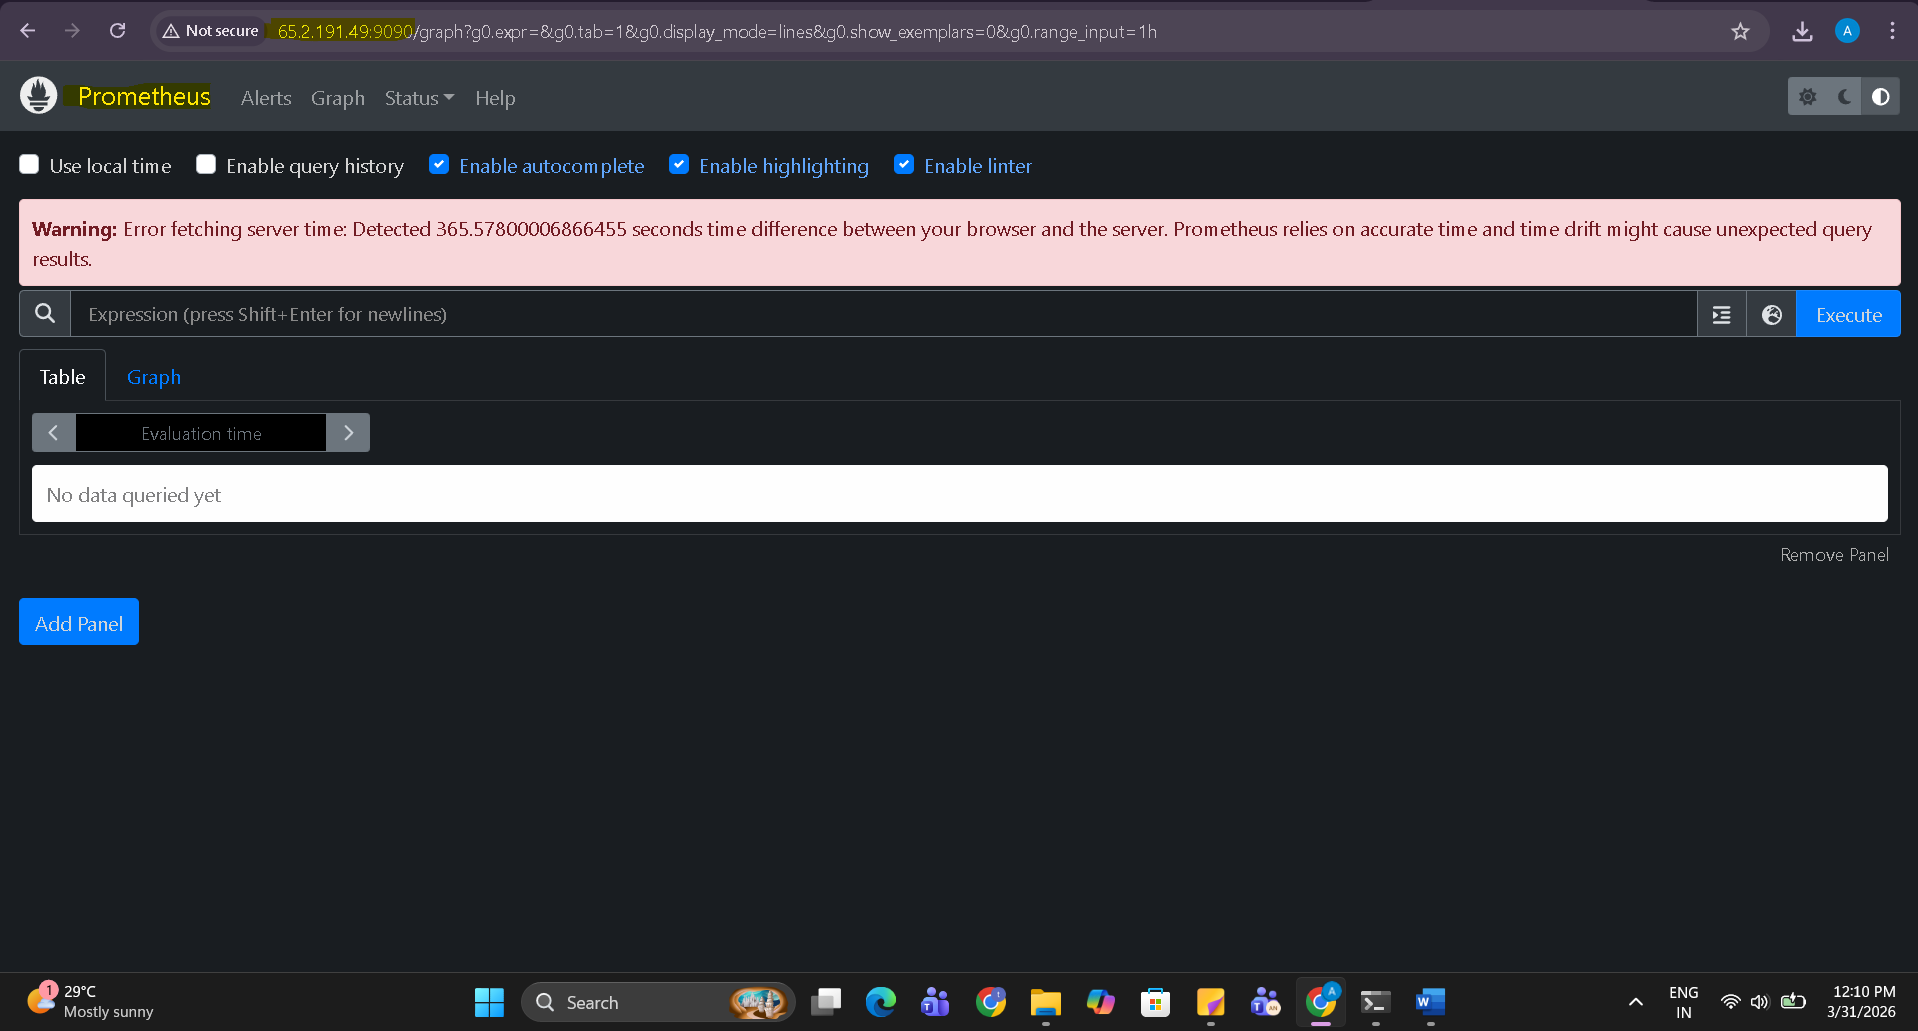 Not secure 65.2.191.49:9090/graph?g0.expr=&g0.tab=1&g0.display_mode=lines&g0.show_exemplars=0&g0.range_input=1h
A
Prometheus Alerts Graph Status Help
Use local time Enable query history Enable autocomplete Enable highlighting Enable linter
Warning: Error fetching server time: Detected 365.57800006866455 seconds time difference between your browser and the server. Prometheus relies on accurate time and time drift might cause unexpected query
results.
Expression (press Shift+Enter for newlines) Execute
Table Graph
Evaluation time
No data queried yet
Remove Panel
Add Panel
1 29°C
Mostly sunny
Search
ENG
IN
12:10 PM
3/31/2026